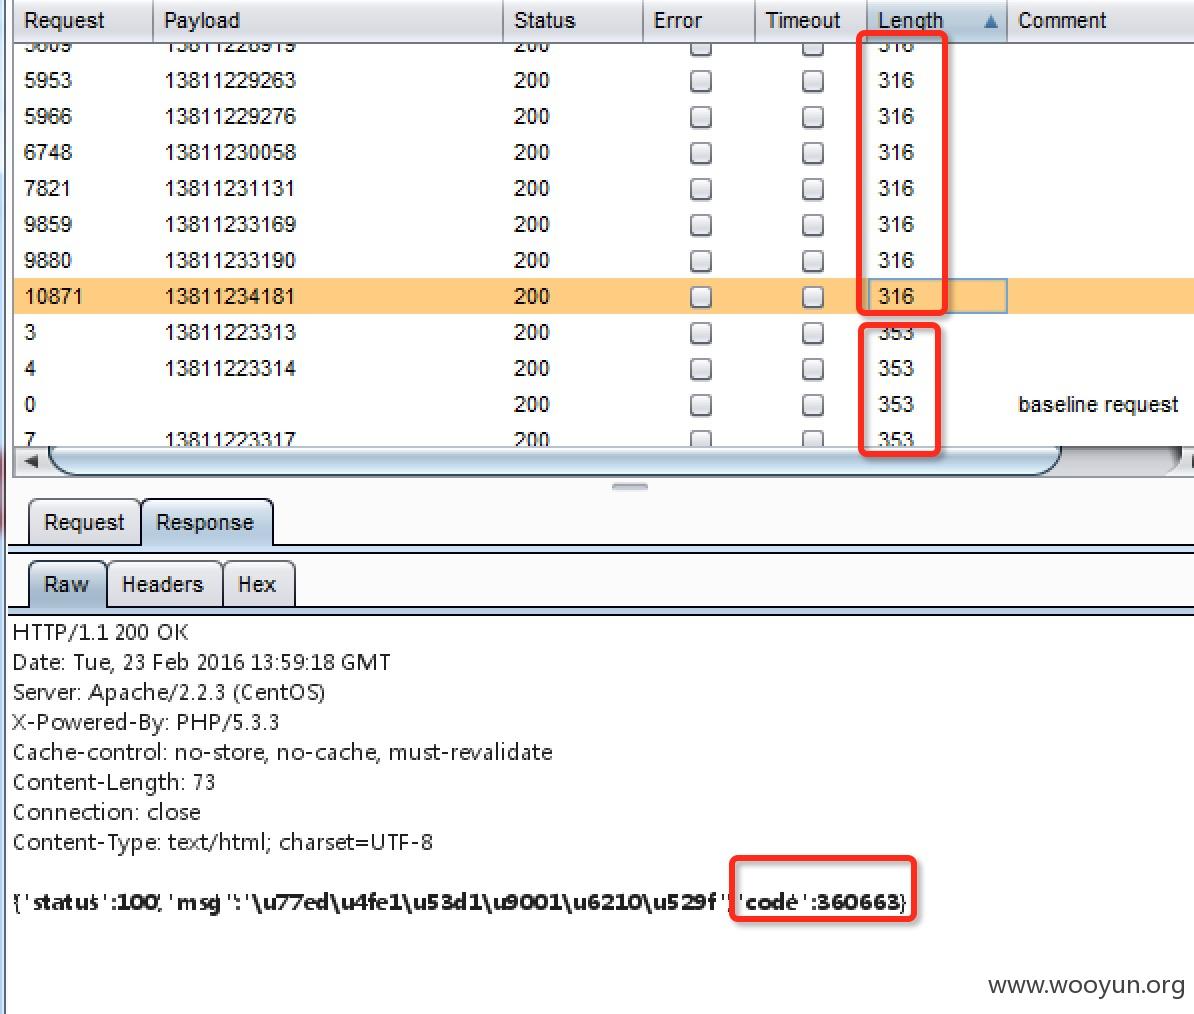 Request Payload Status Error Timeout Length Comment
5609 13811228919 200 316
5953 13811229263 200 316
5966 13811229276 200 316
6748 13811230058 200 316
7821 13811231131 200 316
9859 13811233169 200 316
9880 13811233190 200 316
10871 13811234181 200 316
3 13811223313 200 353
4 13811223314 200 353
0 200 353 baseline request
7 13811223317 200 353
Request Response
Raw Headers Hex
HTTP/1.1 200 OK
Date: Tue, 23 Feb 2016 13:59:18 GMT
Server: Apache/2.2.3 (CentOS)
X-Powered-By: PHP/5.3.3
Cache-control: no-store, no-cache, must-revalidate
Content-Length: 73
Connection: close
Content-Type: text/html; charset=UTF-8
{"status":100,"msg":"\u77ed\u4fe1\u53d1\u9001\u6210\u529f","code":360663}
www.wooyun.org